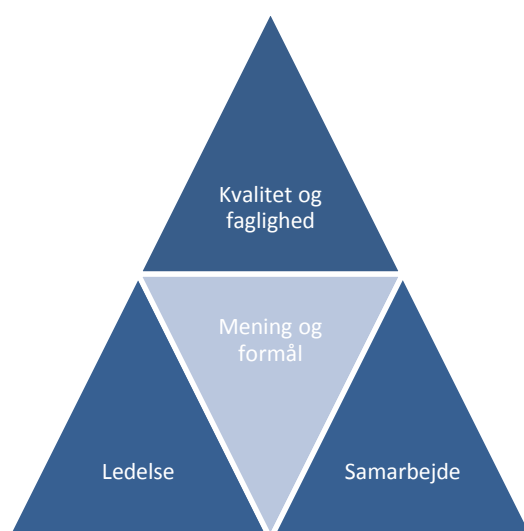 Kvalitet og
faglighed
Mening og
formål
Ledelse
Samarbejde